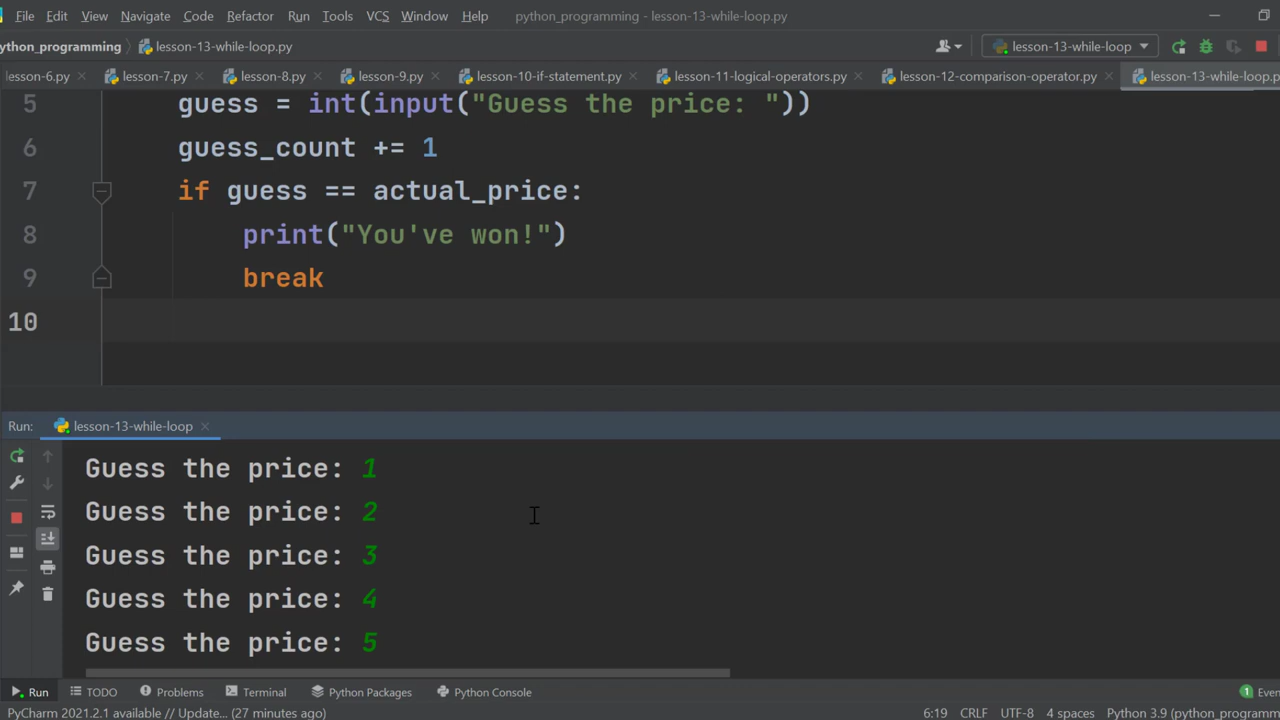 File Edit View Navigate Code Refactor Run Tools VCS Window Help python_programming - lesson-13-while-loop.py
ython_programming lesson-13-while-loop.py lesson-13-while-loop
lesson-6.py lesson-7.py lesson-8.py lesson-9.py lesson-10-if-statement.py lesson-11-logical-operators.py lesson-12-comparison-operator.py lesson-13-while-loop.p
5 guess = int(input("Guess the price: "))
6 guess_count += 1
7 if guess == actual_price:
8 print("You've won!")
9 break
10
Run: lesson-13-while-loop
Guess the price: 1
Guess the price: 2
Guess the price: 3
Guess the price: 4
Guess the price: 5
Run TODO Problems Terminal Python Packages Python Console 1 Even
PyCharm 2021.2.1 available // Update... (27 minutes ago) 6:19 CRLF UTF-8 4 spaces Python 3.9 (python_programm